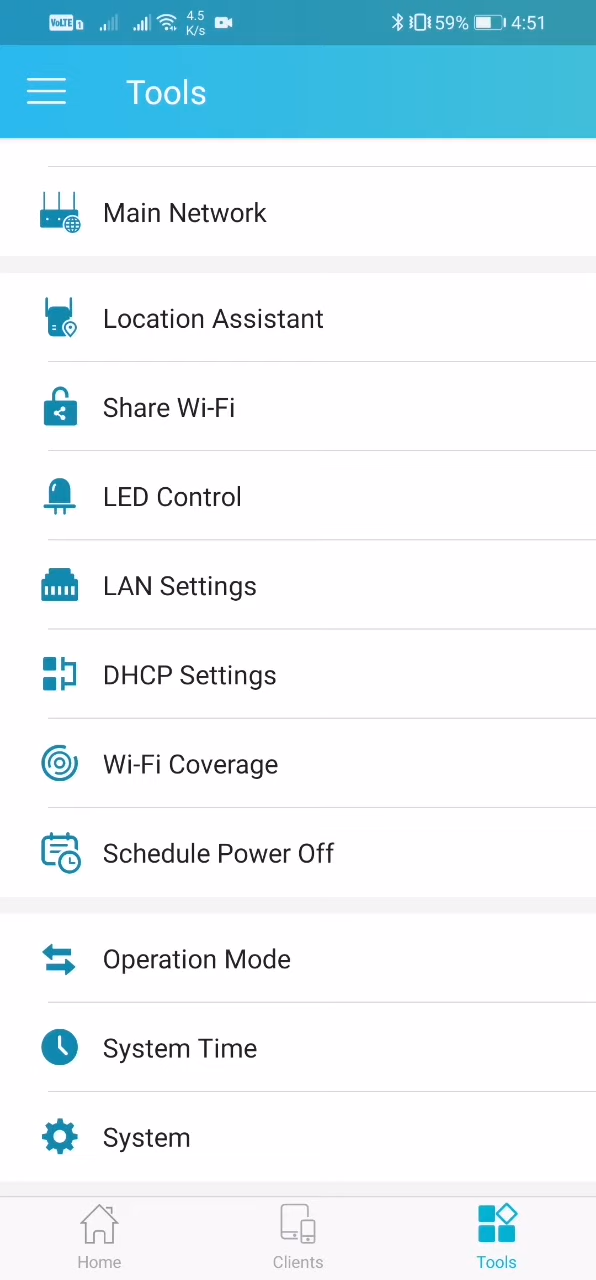 VoLTE 1 4.5 K/s 59% 4:51
Tools
Main Network
Location Assistant
Share Wi-Fi
LED Control
LAN Settings
DHCP Settings
Wi-Fi Coverage
Schedule Power Off
Operation Mode
System Time
System
Home Clients Tools